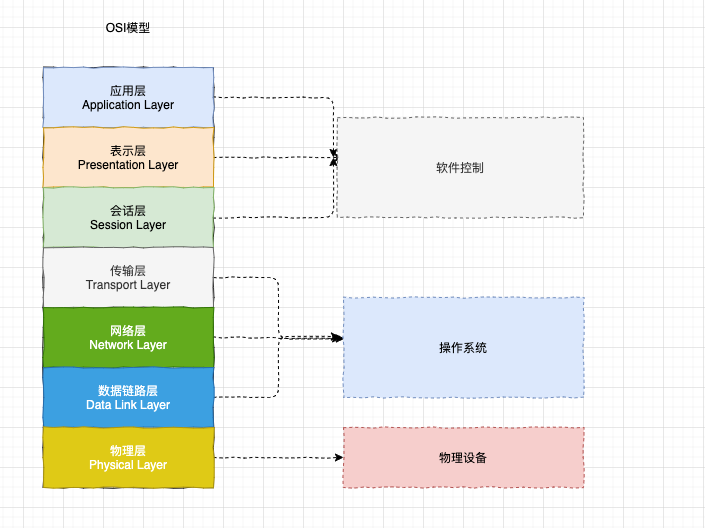 OSI模型
应用层
Application Layer
表示层
Presentation Layer
软件控制
会话层
Session Layer
传输层
Transport Layer
网络层
Network Layer
操作系统
数据链路层
Data Link Layer
物理层
Physical Layer
物理设备